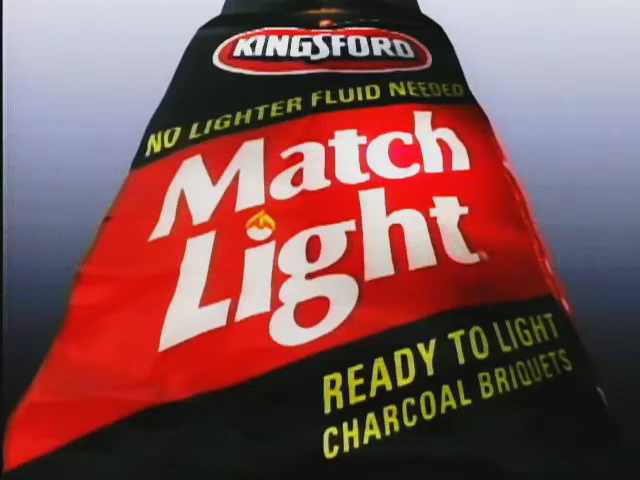 KINGSFORD
NO LIGHTER FLUID NEEDED
Match
Light
READY TO LIGHT
CHARCOAL BRIQUETS